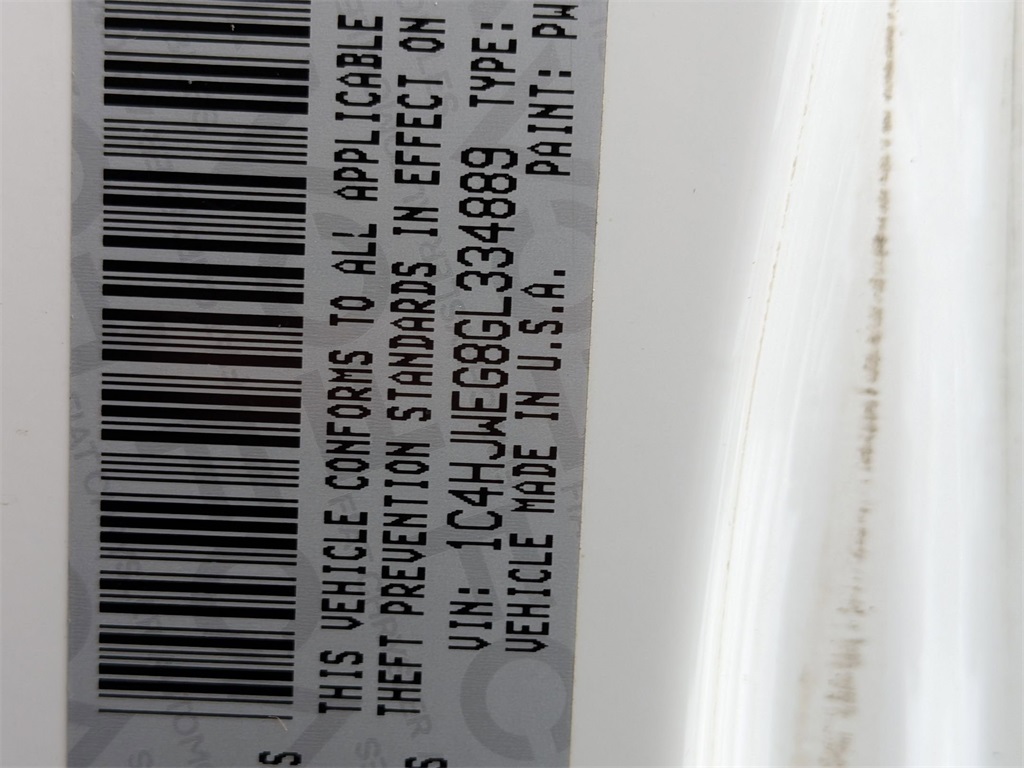 THIS VEHICLE CONFORMS TO ALL APPLICABLE
THEFT PREVENTION STANDARDS IN EFFECT ON
VIN: 1C4HJWEG8GL334889 TYPE:
VEHICLE MADE IN U.S.A. PAINT: PW